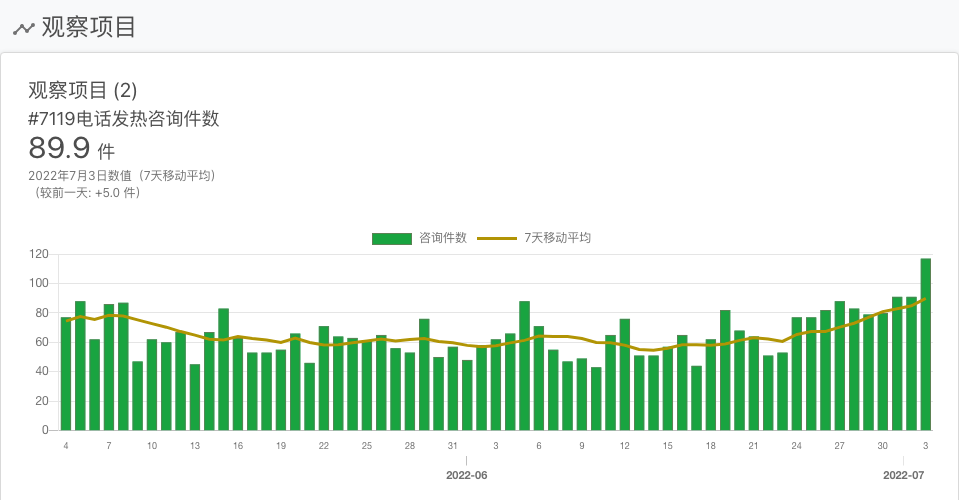 观察项目
观察项目 (2)
#7119电话发热咨询件数
89.9 件
2022年7月3日数值（7天移动平均）
（较前一天: +5.0 件）
咨询件数 7天移动平均
120
100
80
60
40
20
0
4 7 10 13 16 19 22 25 28 31 3 6 9 12 15 18 21 24 27 30 3
2022-06 2022-07